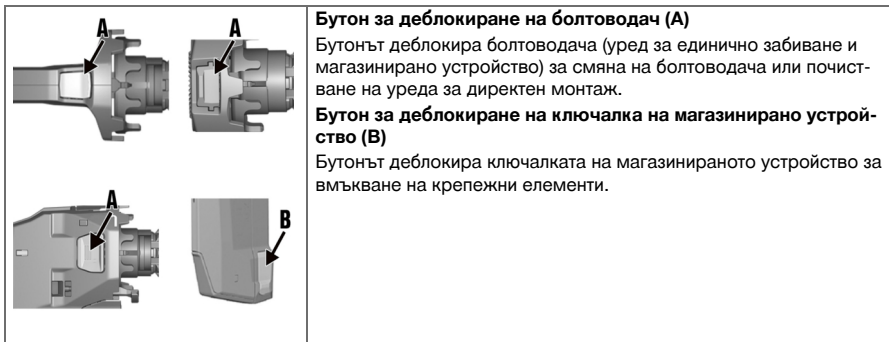 A
A
A
B
Бутон за деблокиране на болтоводач (A)
Бутонът деблокира болтоводача (уред за единично забиване и
магазинирано устройство) за смяна на болтоводача или почист-
ване на уреда за директен монтаж.
Бутон за деблокиране на ключалка на магазинирано устрой-
ство (B)
Бутонът деблокира ключалката на магазинираното устройство за
вмъкване на крепежни елементи.